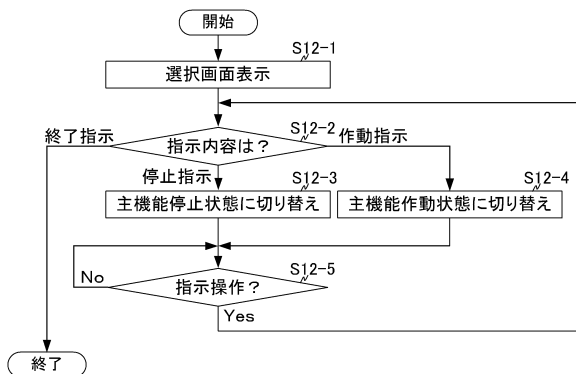 開始
S12-1
選択画面表示
S12-2
終了指示
指示内容は？
作動指示
停止指示
S12-3
主機能停止状態に切り替え
S12-4
主機能作動状態に切り替え
No
S12-5
指示操作？
Yes
終了